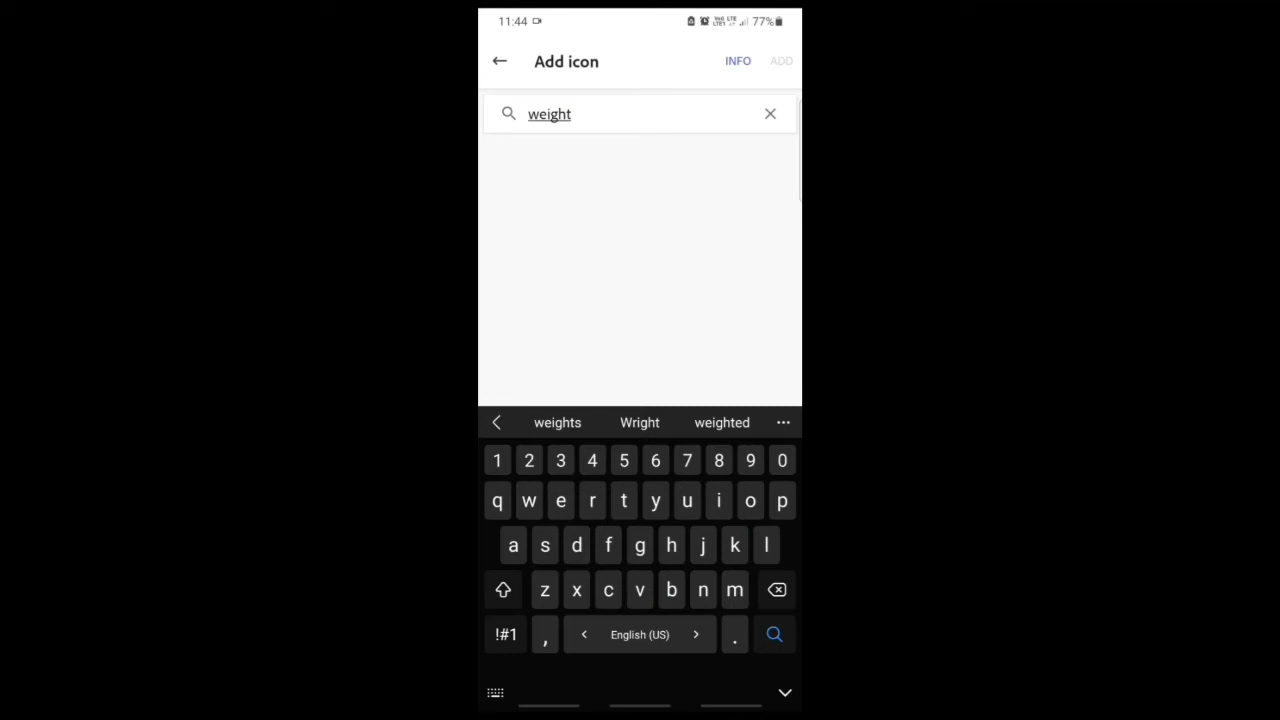 11:44 77%
Add icon INFO ADD
weight
weights Wright weighted
1 2 3 4 5 6 7 8 9 0
q w e r t y u i o p
a s d f g h j k l
z x c v b n m
!#1 , < English (US) > .